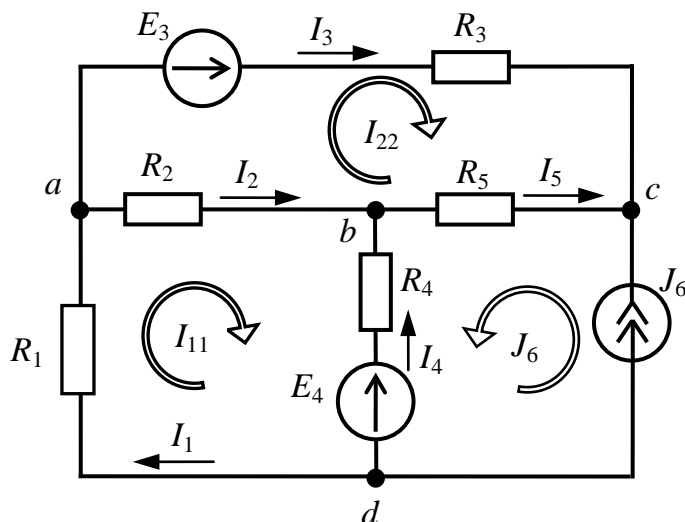 E3 I3 R3
I22
a R2 I2 R5 I5 c
b
R4 J6
R1 I11 J6
E4 I4
I1
d